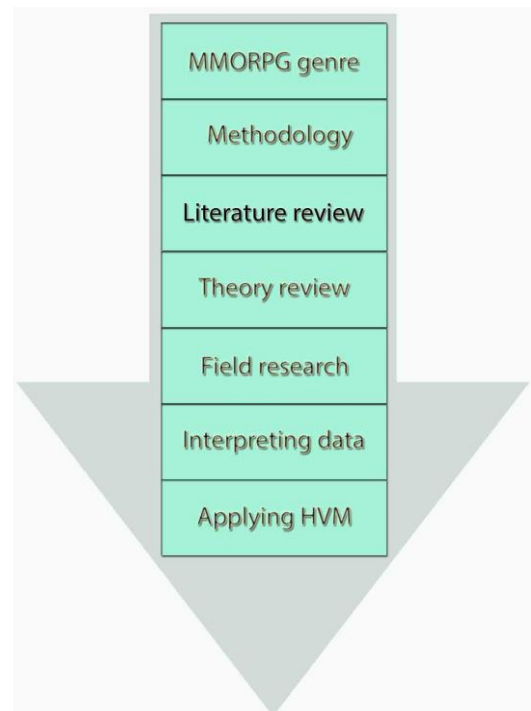 MMORPG genre
Methodology
Literature review
Theory review
Field research
Interpreting data
Applying HVM